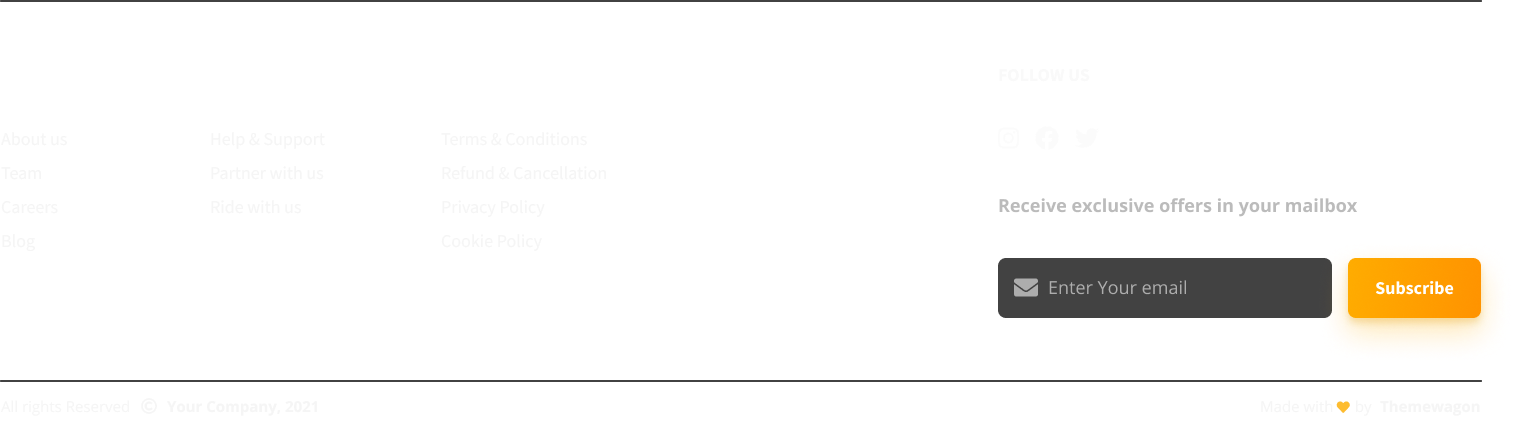 FOLLOW US
About us
Team
Careers
Blog
Help & Support
Partner with us
Ride with us
Terms & Conditions
Refund & Cancellation
Privacy Policy
Cookie Policy
Receive exclusive offers in your mailbox
Enter Your email
Subscribe
All rights Reserved © Your Company, 2021
Made with by Themewagon